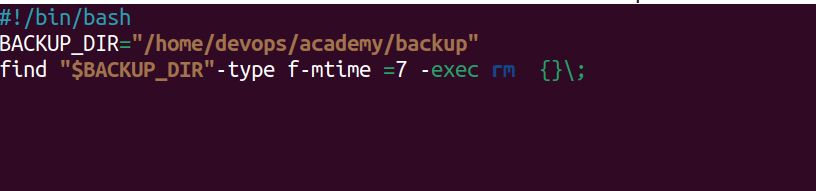 #!/bin/bash
BACKUP_DIR="/home/devops/academy/backup"
find "$BACKUP_DIR"-type f-mtime =7 -exec rm  {}\;